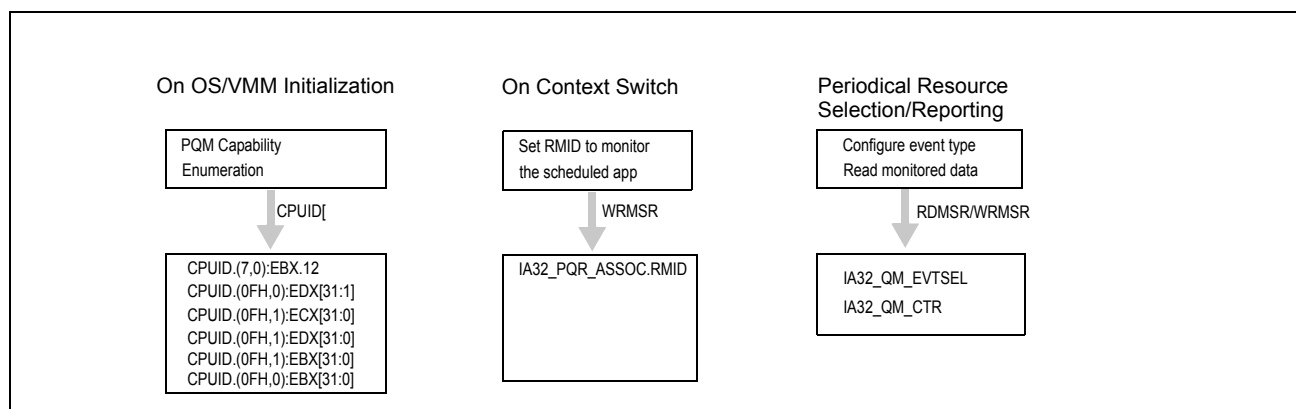 On OS/VMM Initialization
PQM Capability
Enumeration
CPUID[
CPUID.(7,0):EBX.12
CPUID.(0FH,0):EDX[31:1]
CPUID.(0FH,1):ECX[31:0]
CPUID.(0FH,1):EDX[31:0]
CPUID.(0FH,1):EBX[31:0]
CPUID.(0FH,0):EBX[31:0]
On Context Switch
Set RMID to monitor
the scheduled app
WRMSR
IA32_PQR_ASSOC.RMID
Periodical Resource
Selection/Reporting
Configure event type
Read monitored data
RDMSR/WRMSR
IA32_QM_EVTSEL
IA32_QM_CTR